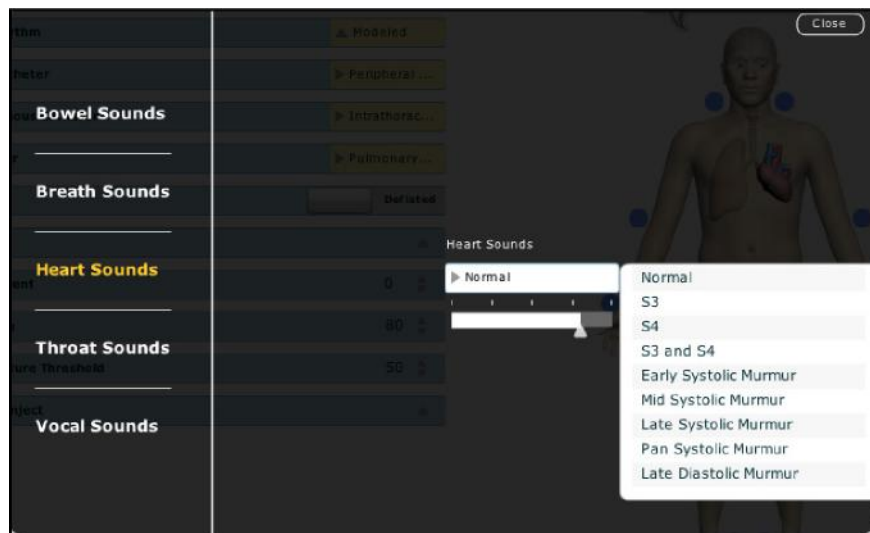 Close
Bowel Sounds
Breath Sounds
Heart Sounds
Throat Sounds
Vocal Sounds
Modeled
Peripheral ...
Intrathorac...
Pulmonary...
Deflated
0
80
ure Threshold
50
Heart Sounds
Normal
Normal
S3
S4
S3 and S4
Early Systolic Murmur
Mid Systolic Murmur
Late Systolic Murmur
Pan Systolic Murmur
Late Diastolic Murmur